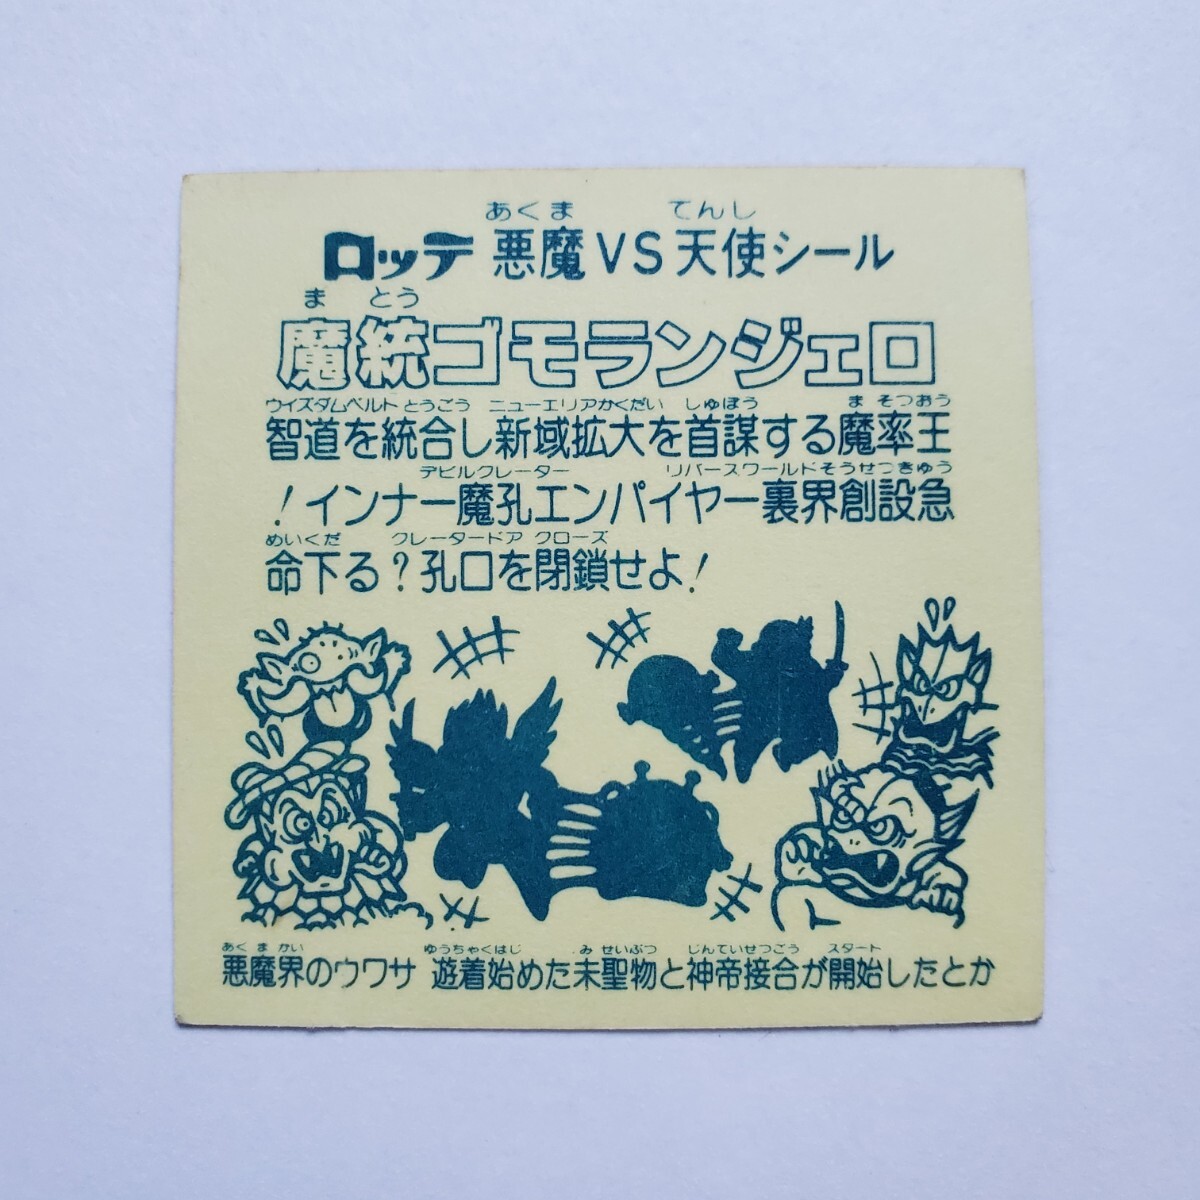 あくま てんし
ロッテ 悪魔VS天使シール
まとう
魔統ゴモランジェロ
ウイズダムベルト とうごう ニューエリアかくだい しゅぼう ま そつおう
智道を統合し新域拡大を首謀する魔率王
デビルクレーター リバースワールドそうせつきゅう
！インナー魔孔エンパイヤー裏界創設急
めいくだ クレータードア クローズ
命下る？孔口を閉鎖せよ！
あくまかい ゆうちゃくはじ みせいぶつ じんていせつごう スタート
悪魔界のウワサ 遊着始めた未聖物と神帝接合が開始したとか